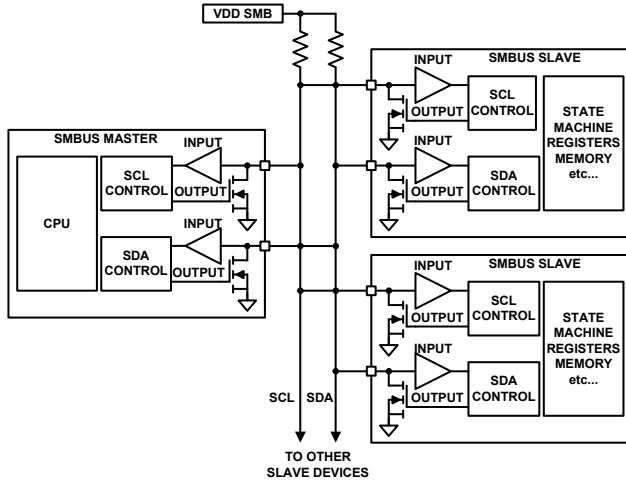 VDD SMB
SMBUS MASTER
CPU
SCL
CONTROL
INPUT
OUTPUT
SDA
CONTROL
INPUT
OUTPUT
SMBUS SLAVE
INPUT
OUTPUT
SCL
CONTROL
INPUT
OUTPUT
SDA
CONTROL
STATE
MACHINE
REGISTERS
MEMORY
etc...
SMBUS SLAVE
INPUT
OUTPUT
SCL
CONTROL
INPUT
OUTPUT
SDA
CONTROL
STATE
MACHINE
REGISTERS
MEMORY
etc...
SCL SDA
TO OTHER
SLAVE DEVICES